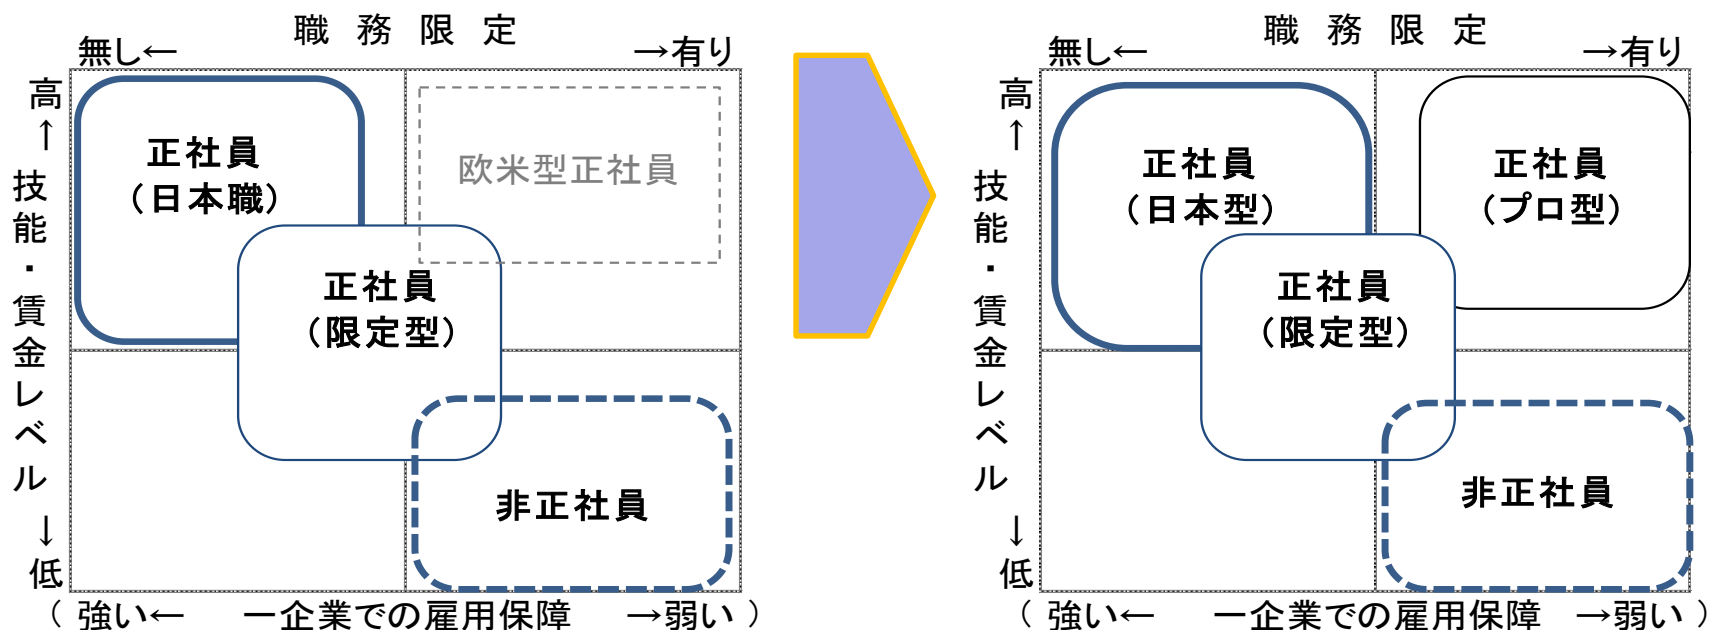 職務限定
無し←
→有り
高
↑
技能・賃金レベル
↓
低
正社員
（日本職）
欧米型正社員
正社員
（限定型）
非正社員
（強い← 一企業での雇用保障 →弱い）
職務限定
無し←
→有り
高
↑
技能・賃金レベル
↓
低
正社員
（日本型）
正社員
（プロ型）
正社員
（限定型）
非正社員
（強い← 一企業での雇用保障 →弱い）